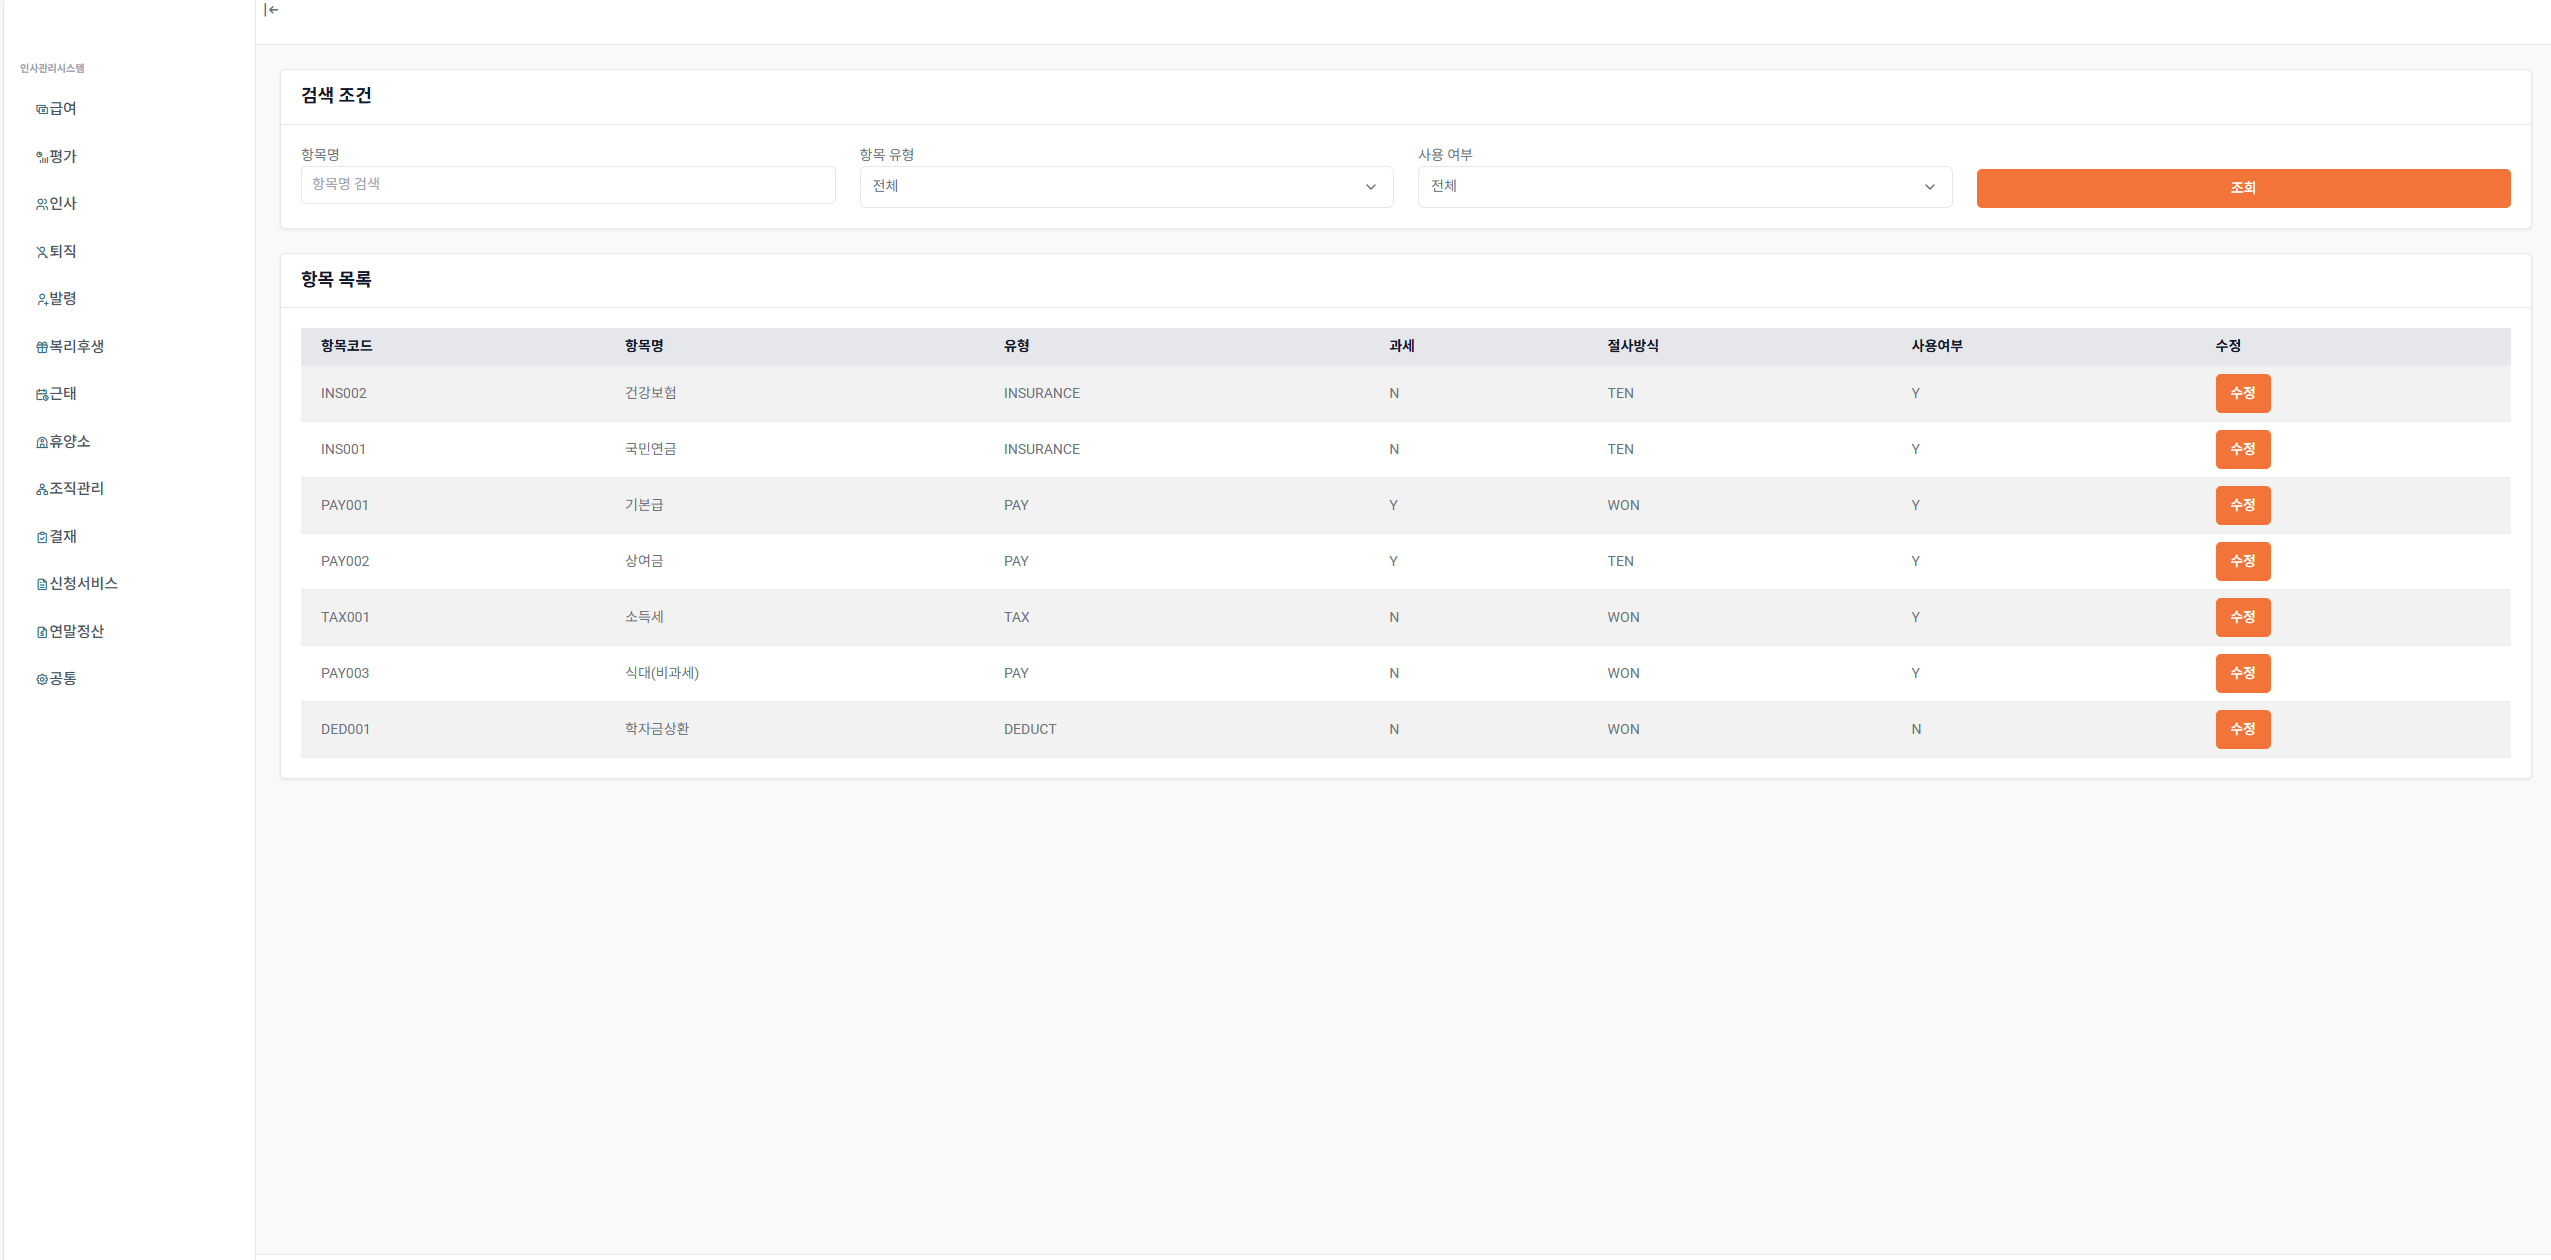 인사관리시스템
급여
평가
인사
퇴직
발령
복리후생
근태
휴양소
조직관리
결재
신청서비스
연말정산
공통
검색 조건
항목명 항목 유형 사용 여부
항목명 검색 전체 전체 조회
항목 목록
항목코드 항목명 유형 과세 절사방식 사용여부 수정
INS002 건강보험 INSURANCE N TEN Y 수정
INS001 국민연금 INSURANCE N TEN Y 수정
PAY001 기본급 PAY Y WON Y 수정
PAY002 상여금 PAY Y TEN Y 수정
TAX001 소득세 TAX N WON Y 수정
PAY003 식대(비과세) PAY N WON Y 수정
DED001 학자금상환 DEDUCT N WON N 수정